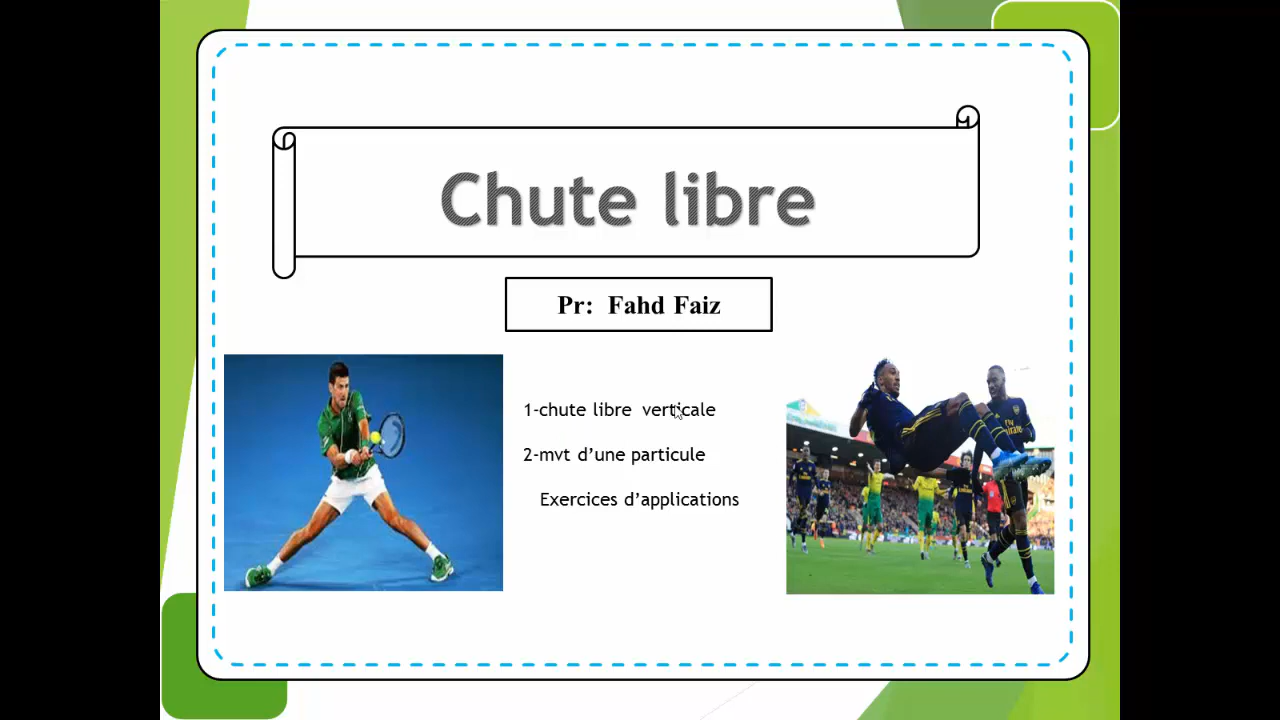 Chute libre
Pr: Fahd Faiz
1-chute libre verticale
2-mvt d’une particule
Exercices d’applications